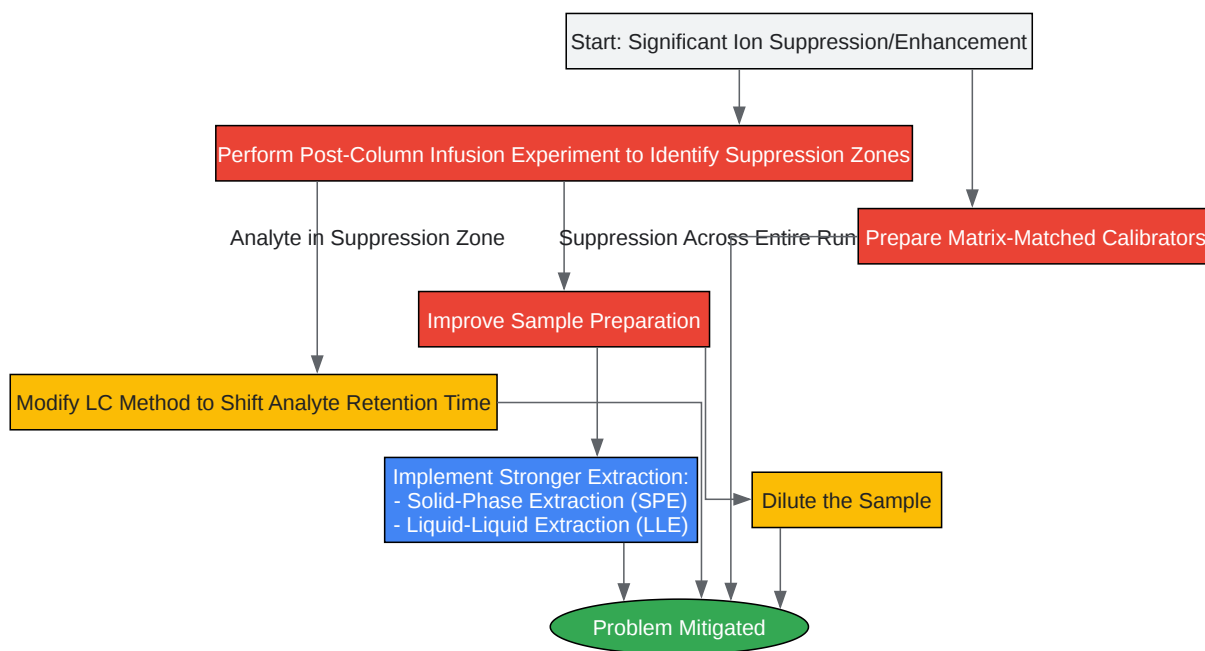 Start: Significant Ion Suppression/Enhancement
Perform Post-Column Infusion Experiment to Identify Suppression Zones
Analyte in Suppression Zone
Suppression Across Entire Run
Prepare Matrix-Matched Calibrators
Improve Sample Preparation
Modify LC Method to Shift Analyte Retention Time
Implement Stronger Extraction:
- Solid-Phase Extraction (SPE)
- Liquid-Liquid Extraction (LLE)
Dilute the Sample
Problem Mitigated